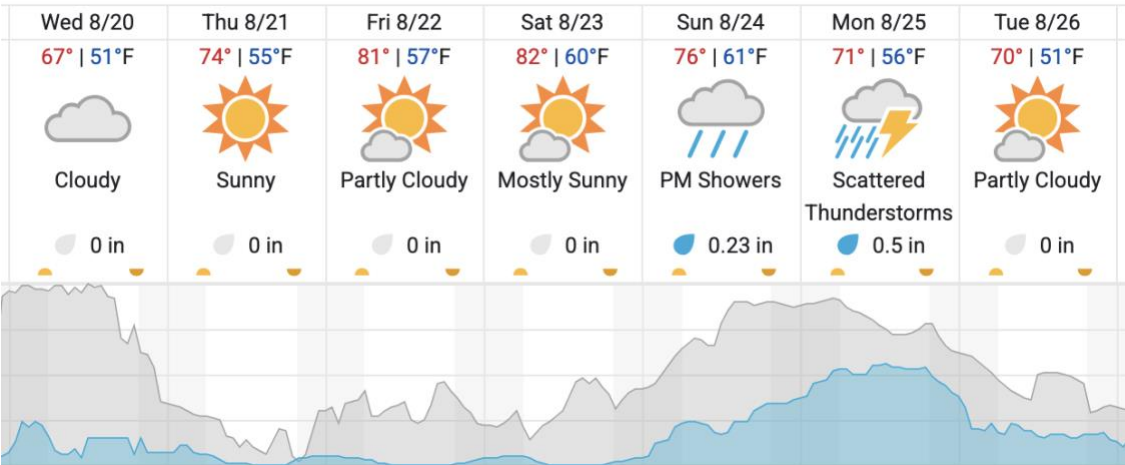 Wed 8/20
67° | 51°F
Cloudy
0 in
Thu 8/21
74° | 55°F
Sunny
0 in
Fri 8/22
81° | 57°F
Partly Cloudy
0 in
Sat 8/23
82° | 60°F
Mostly Sunny
0 in
Sun 8/24
76° | 61°F
PM Showers
0.23 in
Mon 8/25
71° | 56°F
Scattered
Thunderstorms
0.5 in
Tue 8/26
70° | 51°F
Partly Cloudy
0 in